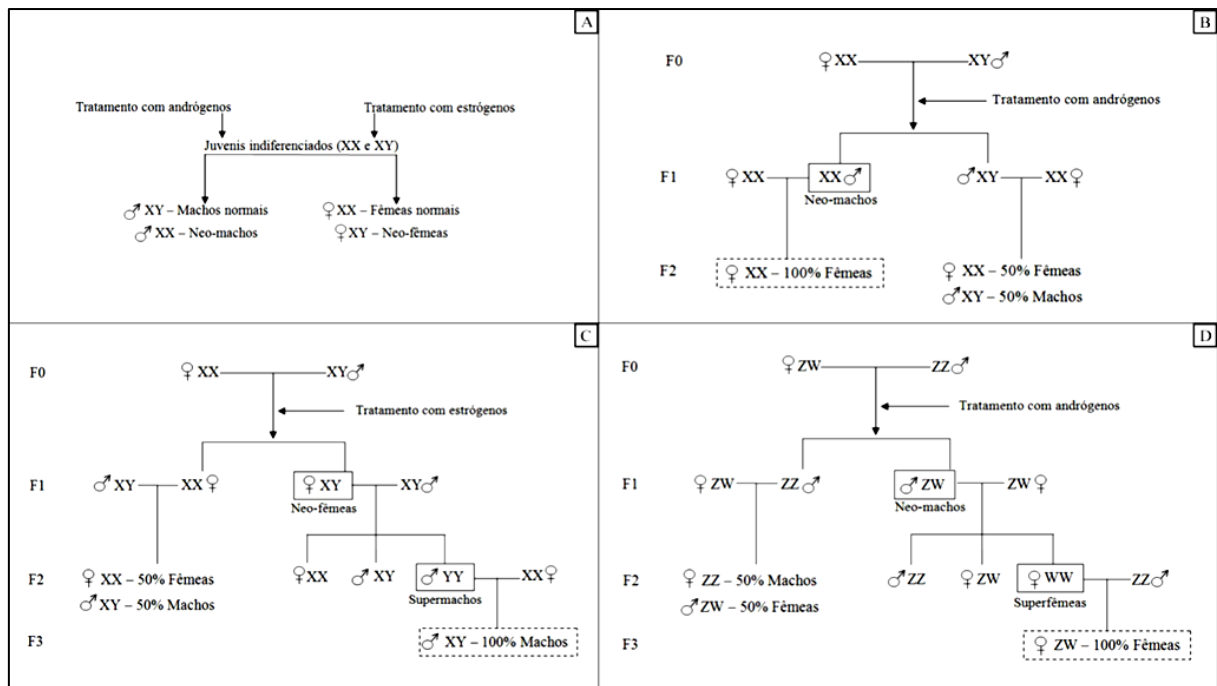 A
Tratamento com andrógenos
Tratamento com estrógenos
Juvenis indiferenciados (XX e XY)
♂ XY – Machos normais
♀ XX – Fêmeas normais
♂ XX – Neo-machos
♀ XY – Neo-fêmeas
B
F0
♀ XX
XY♂
Tratamento com andrógenos
F1
♀ XX
XX ♂
♂XY
XX ♀
Neo-machos
F2
♀ XX – 100% Fêmeas
♀ XX – 50% Fêmeas
♂XY – 50% Machos
C
F0
♀ XX
XY♂
Tratamento com estrógenos
F1
♂ XY
XX ♀
♀ XY
XY♂
Neo-fêmeas
F2
♀ XX – 50% Fêmeas
♂XY – 50% Machos
♀XX
♂ XY
♂ YY
XX♀
Supermachos
F3
♂ XY – 100% Machos
D
F0
♀ ZW
ZZ♂
Tratamento com andrógenos
F1
♀ ZW
ZZ ♂
♂ ZW
ZW ♀
Neo-machos
F2
♀ ZZ – 50% Machos
♂ZW – 50% Fêmeas
♂ZZ
♀ZW
♀ WW
ZZ♂
Superfêmeas
F3
♀ ZW – 100% Fêmeas